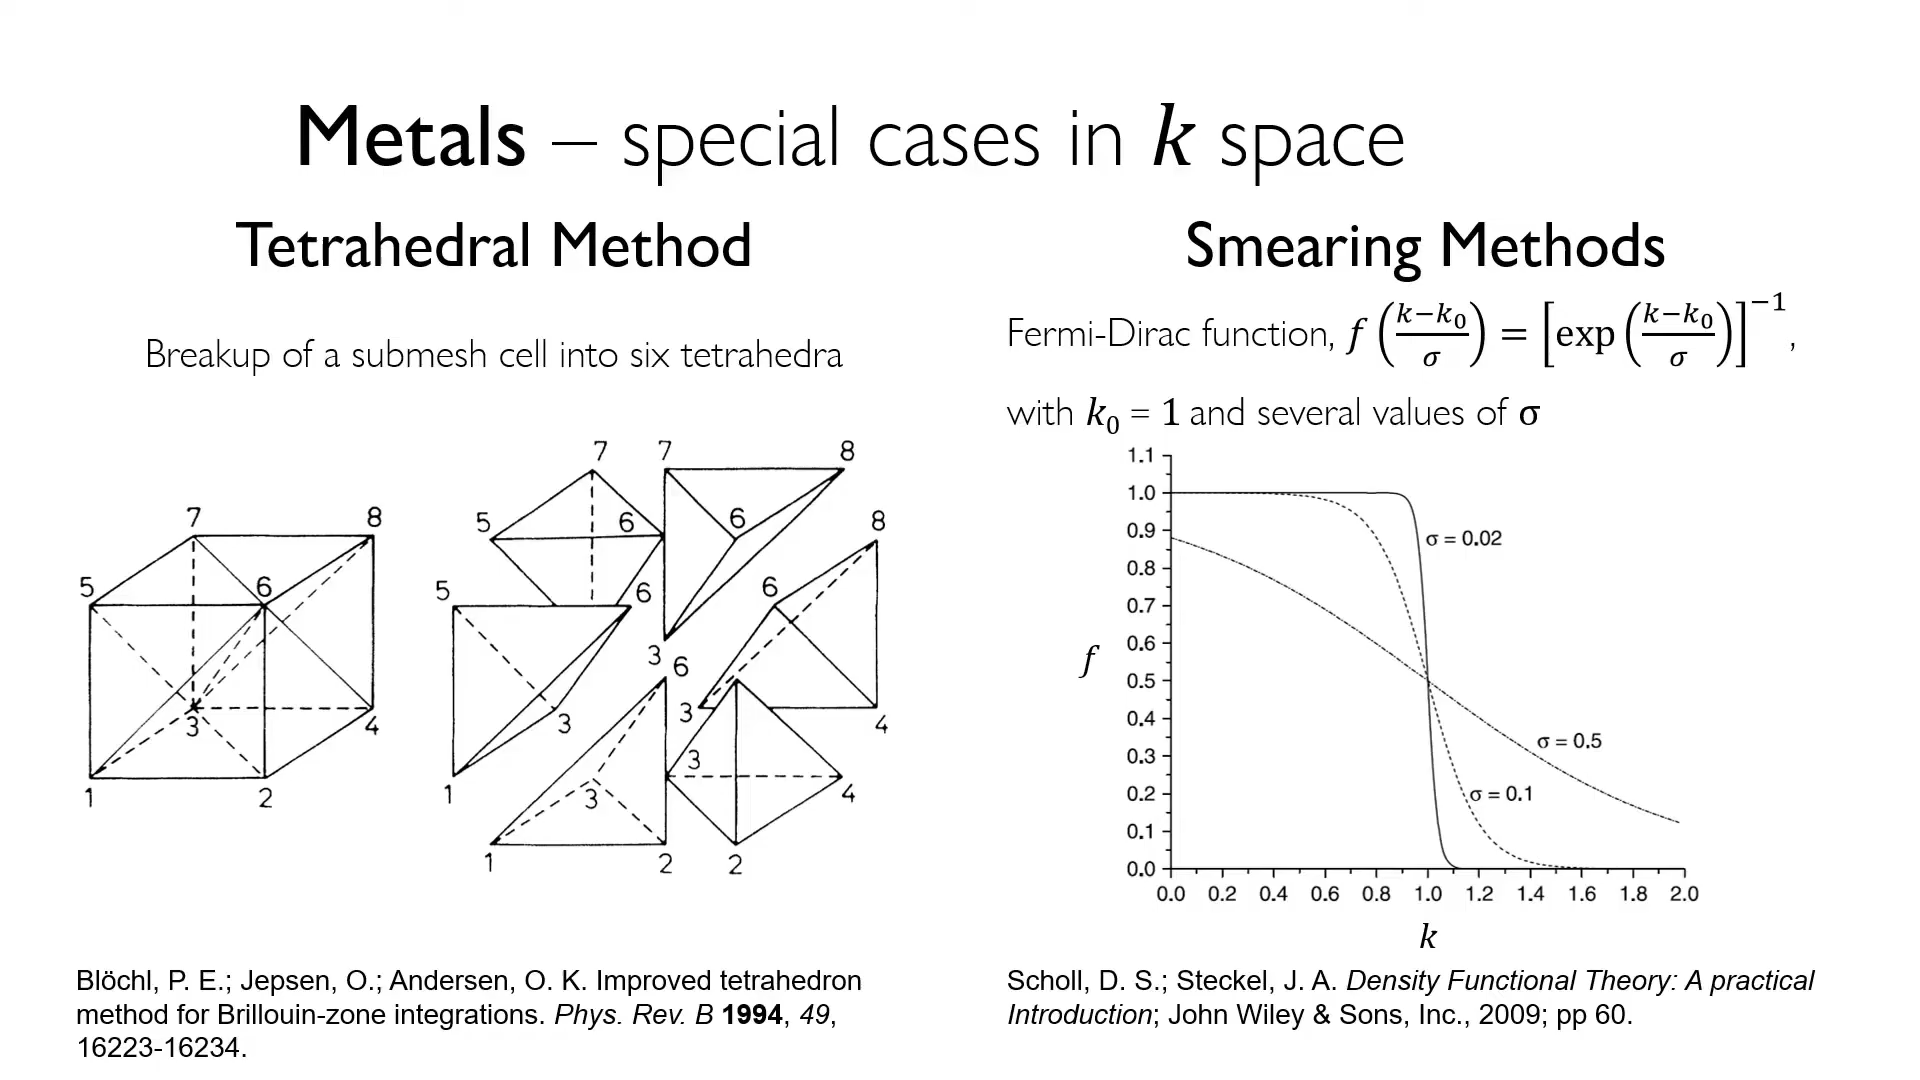 Metals – special cases in k space
Tetrahedral Method
Breakup of a submesh cell into six tetrahedra
7 8
5 6
3 4
1 2
7 7 8
5 6 6 8
5 6 6
3 6
3 3 4
1 3 3 4
1 2 2
Blöchl, P. E.; Jepsen, O.; Andersen, O. K. Improved tetrahedron
method for Brillouin-zone integrations. Phys. Rev. B 1994, 49,
16223-16234.
Smearing Methods
Fermi-Dirac function, f((k−k₀)/σ) = [exp((k−k₀)/σ)]⁻¹,
with k₀ = 1 and several values of σ
1.1
1.0
0.9
σ = 0.02
0.8
0.7
0.6
f
0.5
0.4
0.3
σ = 0.5
0.2
σ = 0.1
0.1
0.0
0.0 0.2 0.4 0.6 0.8 1.0 1.2 1.4 1.6 1.8 2.0
k
Scholl, D. S.; Steckel, J. A. Density Functional Theory: A practical
Introduction; John Wiley & Sons, Inc., 2009; pp 60.